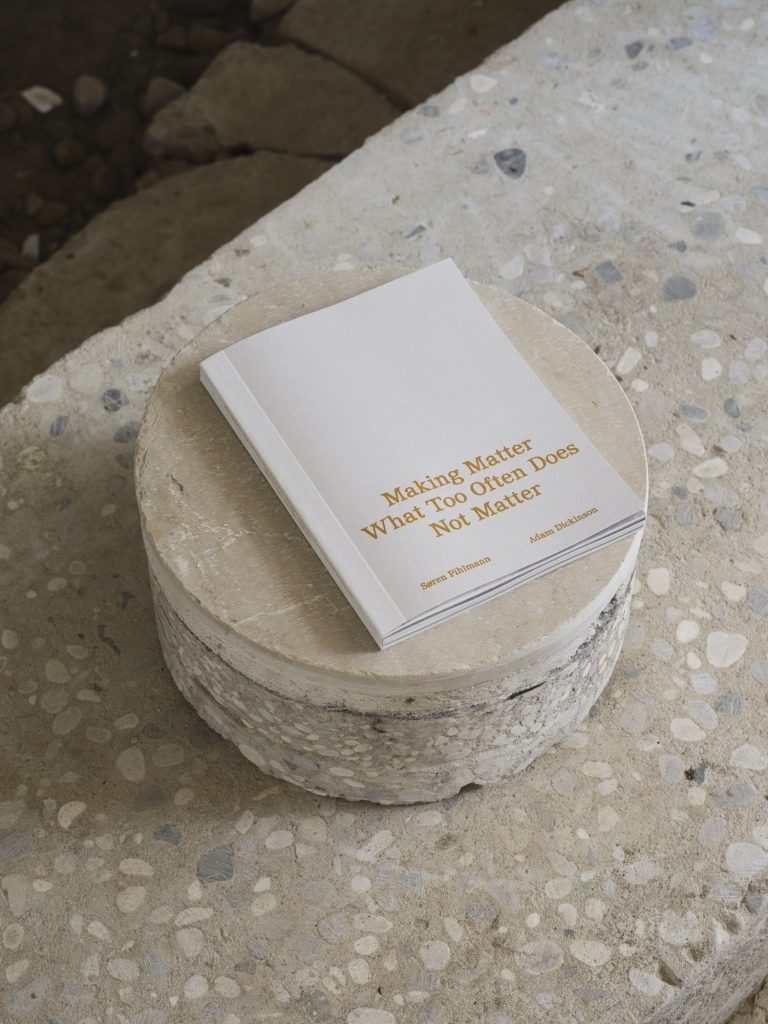 Making Matter
What Too Often Does
Not Matter
Søren Pihlmann
Adam Dickinson